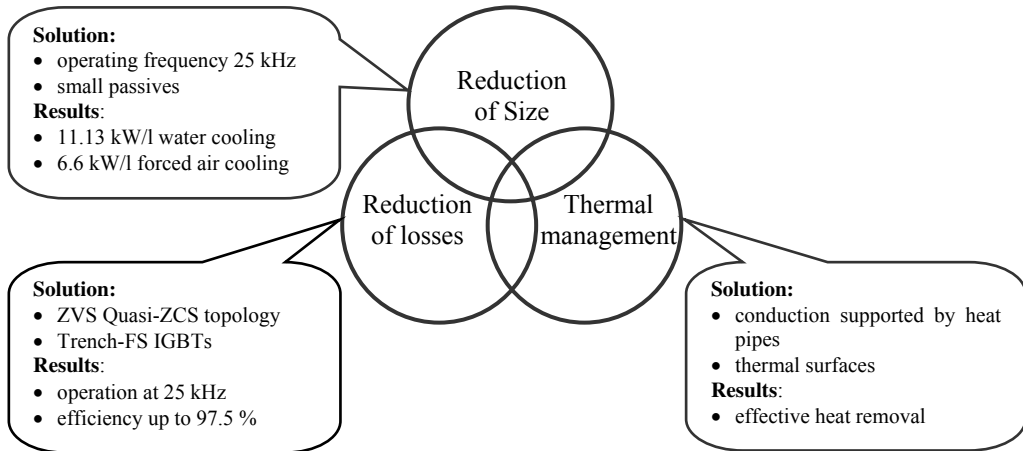 Solution:
• operating frequency 25 kHz
• small passives
Results:
• 11.13 kW/l water cooling
• 6.6 kW/l forced air cooling
Reduction
of Size
Reduction
of losses
Thermal
management
Solution:
• ZVS Quasi-ZCS topology
• Trench-FS IGBTs
Results:
• operation at 25 kHz
• efficiency up to 97.5 %
Solution:
• conduction supported by heat
pipes
• thermal surfaces
Results:
• effective heat removal